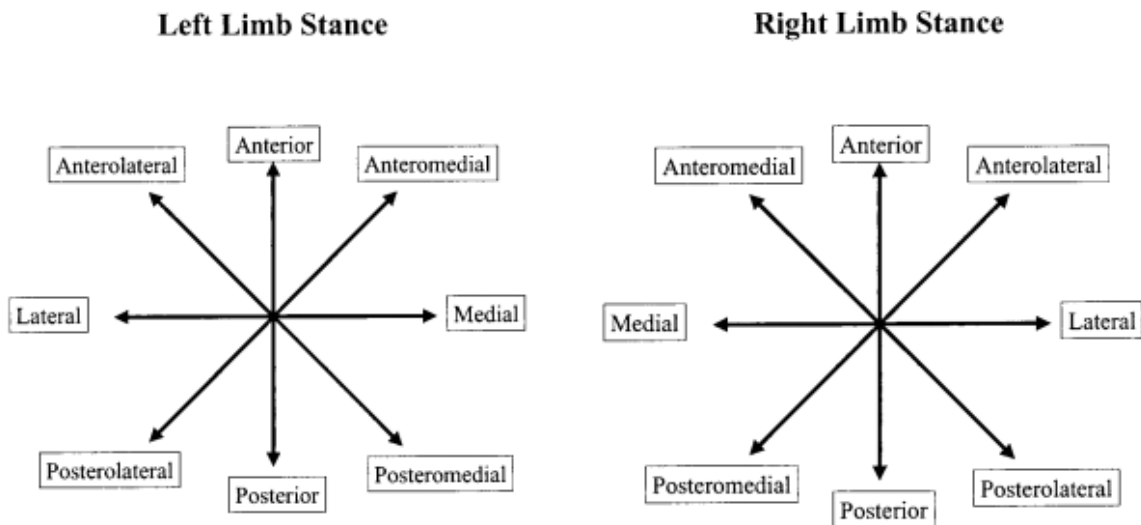 Left Limb Stance
Anterior
Anterolateral
Anteromedial
Lateral
Medial
Posterolateral
Posteromedial
Posterior
Right Limb Stance
Anterior
Anteromedial
Anterolateral
Medial
Lateral
Posteromedial
Posterolateral
Posterior